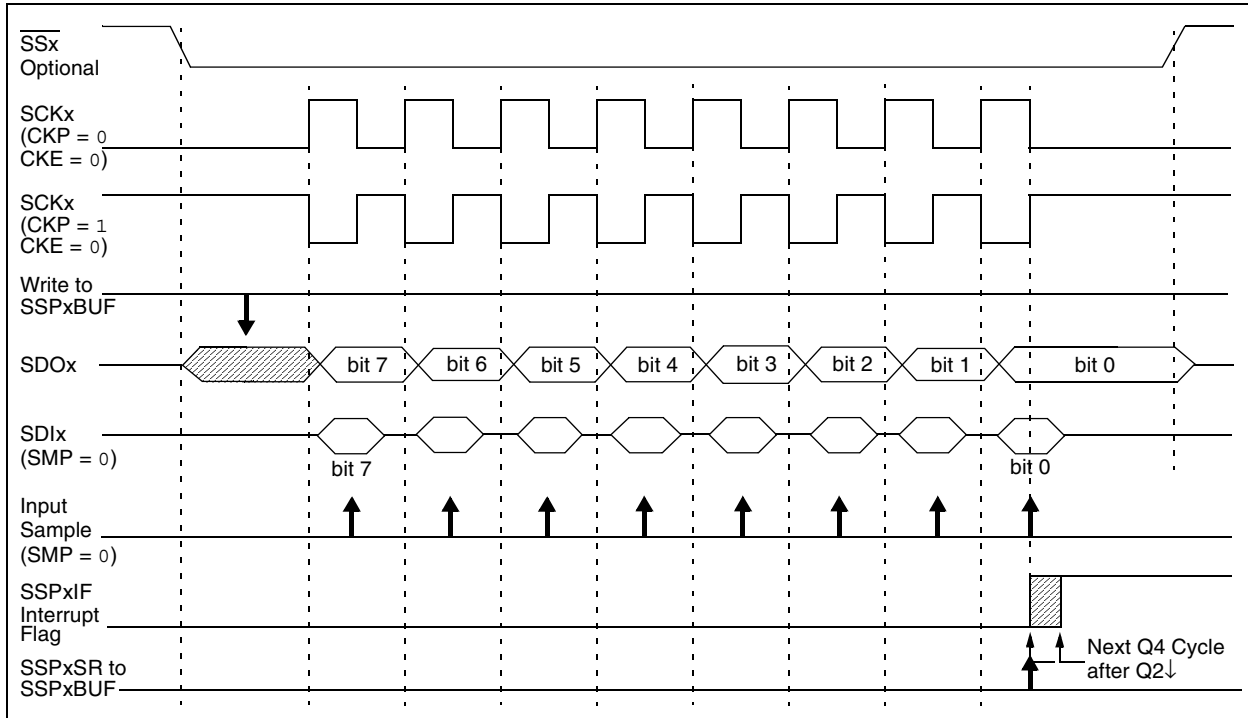 SSx
Optional
SCKx
(CKP = 0
CKE = 0)
SCKx
(CKP = 1
CKE = 0)
Write to
SSPxBUF
SDOx
bit 7
bit 6
bit 5
bit 4
bit 3
bit 2
bit 1
bit 0
SDIx
(SMP = 0)
bit 7
bit 0
Input
Sample
(SMP = 0)
SSPxIF
Interrupt
Flag
Next Q4 Cycle
after Q2↓
SSPxSR to
SSPxBUF